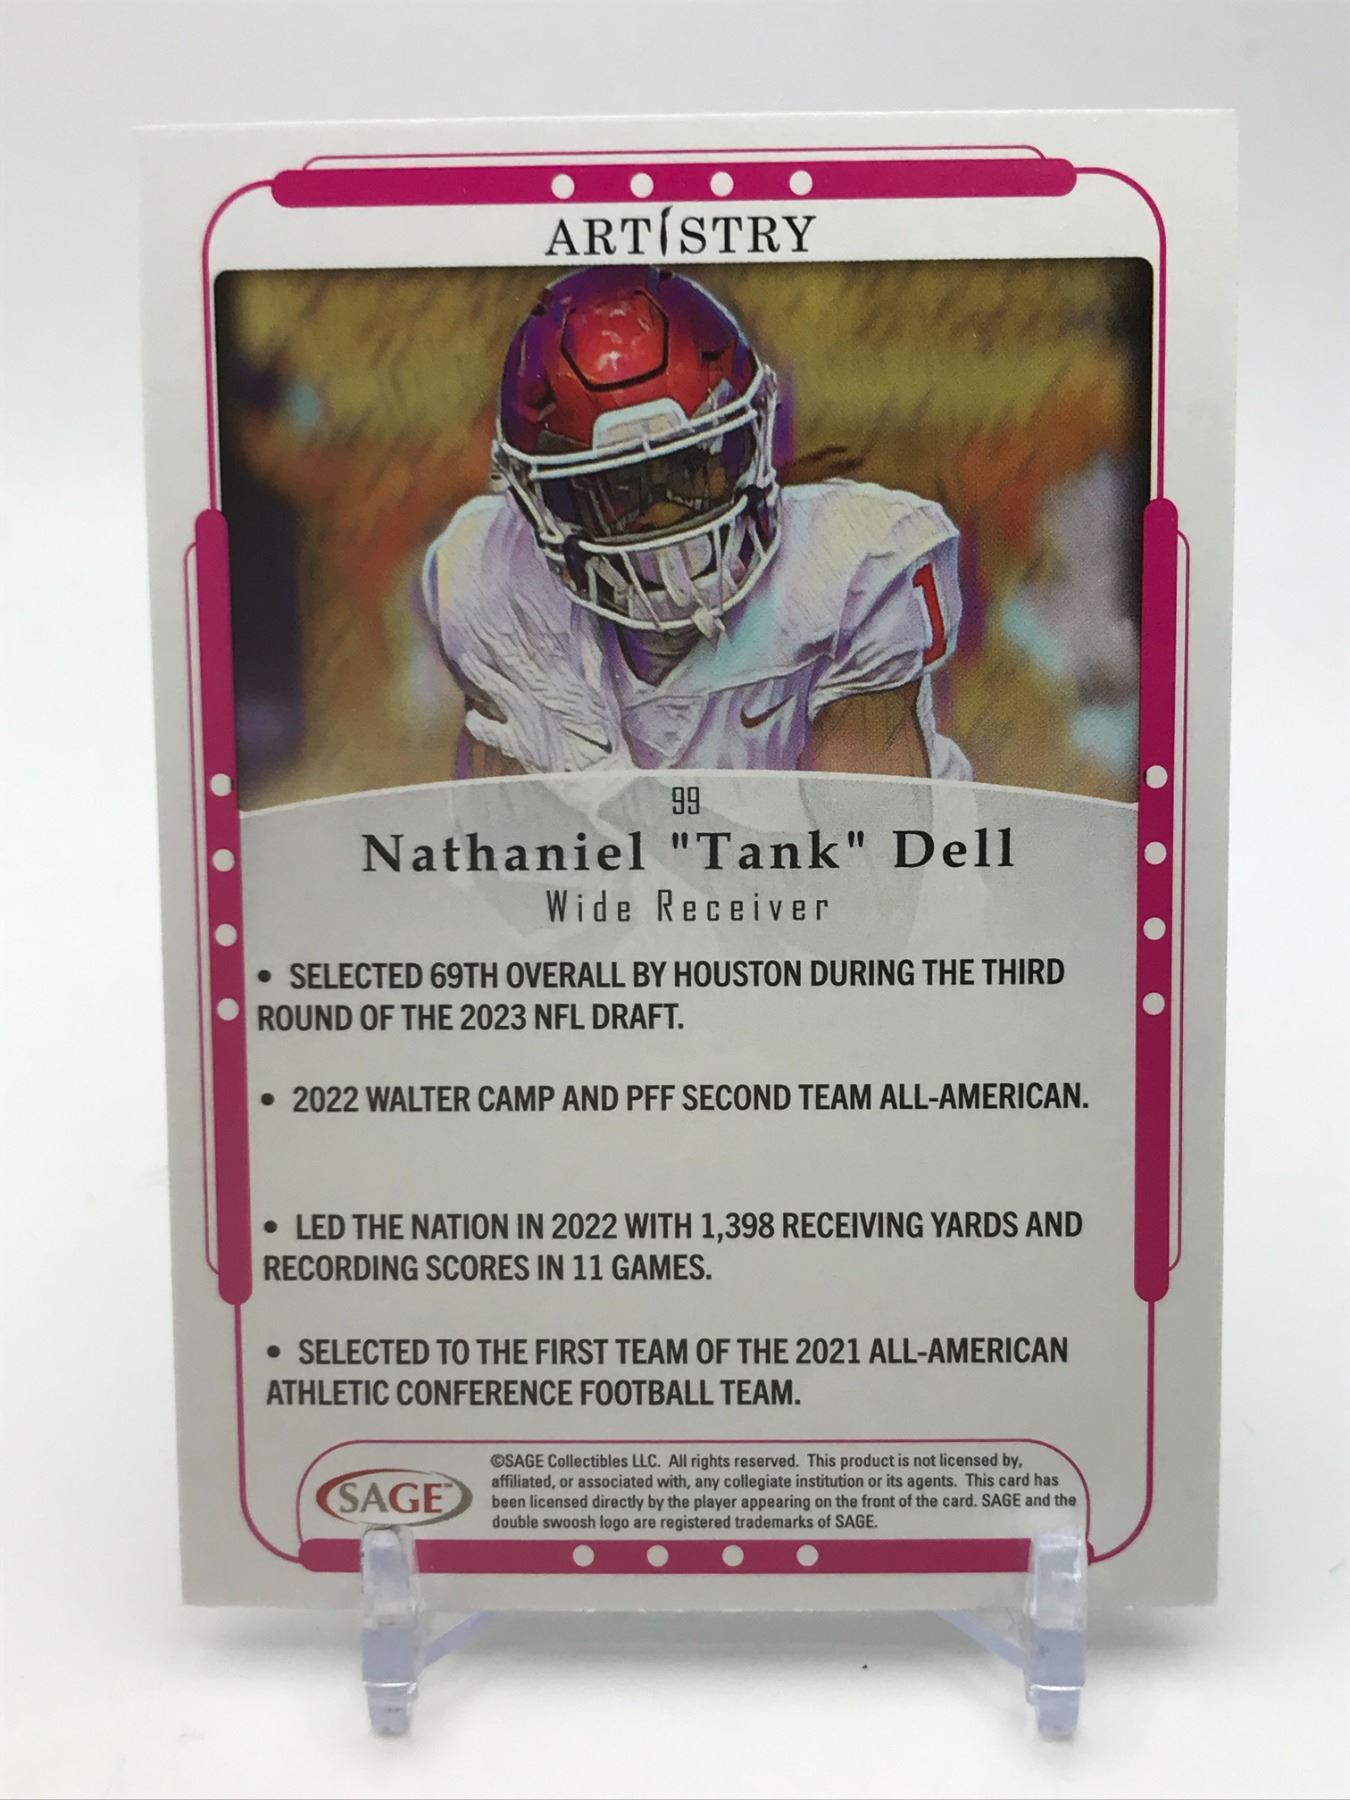 ARTISTRY
1
99
Nathaniel "Tank" Dell
Wide Receiver
• SELECTED 69TH OVERALL BY HOUSTON DURING THE THIRD
ROUND OF THE 2023 NFL DRAFT.
• 2022 WALTER CAMP AND PFF SECOND TEAM ALL-AMERICAN.
• LED THE NATION IN 2022 WITH 1,398 RECEIVING YARDS AND
RECORDING SCORES IN 11 GAMES.
• SELECTED TO THE FIRST TEAM OF THE 2021 ALL-AMERICAN
ATHLETIC CONFERENCE FOOTBALL TEAM.
SAGE™
©SAGE Collectibles LLC. All rights reserved. This product is not licensed by,
affiliated, or associated with, any collegiate institution or its agents. This card has
been licensed directly by the player appearing on the front of the card. SAGE and the
double swoosh logo are registered trademarks of SAGE.